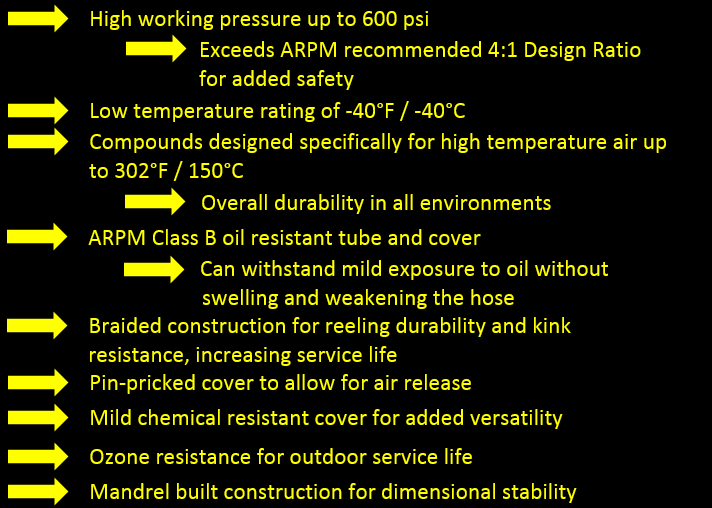 High working pressure up to 600 psi
Exceeds ARPM recommended 4:1 Design Ratio
for added safety
Low temperature rating of -40°F / -40°C
Compounds designed specifically for high temperature air up
to 302°F / 150°C
Overall durability in all environments
ARPM Class B oil resistant tube and cover
Can withstand mild exposure to oil without
swelling and weakening the hose
Braided construction for reeling durability and kink
resistance, increasing service life
Pin-pricked cover to allow for air release
Mild chemical resistant cover for added versatility
Ozone resistance for outdoor service life
Mandrel built construction for dimensional stability